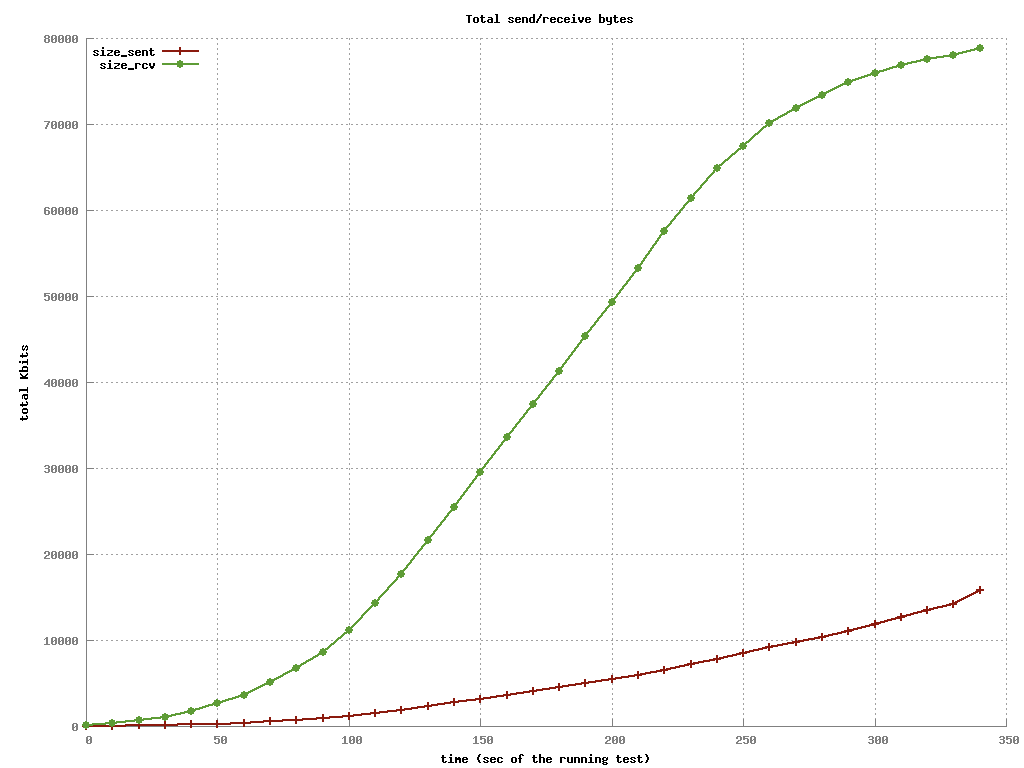 Total send/receive bytes
size_sent
size_rcv
80000
70000
60000
50000
40000
30000
20000
10000
0
total Kbits
0 50 100 150 200 250 300 350
time (sec of the running test)